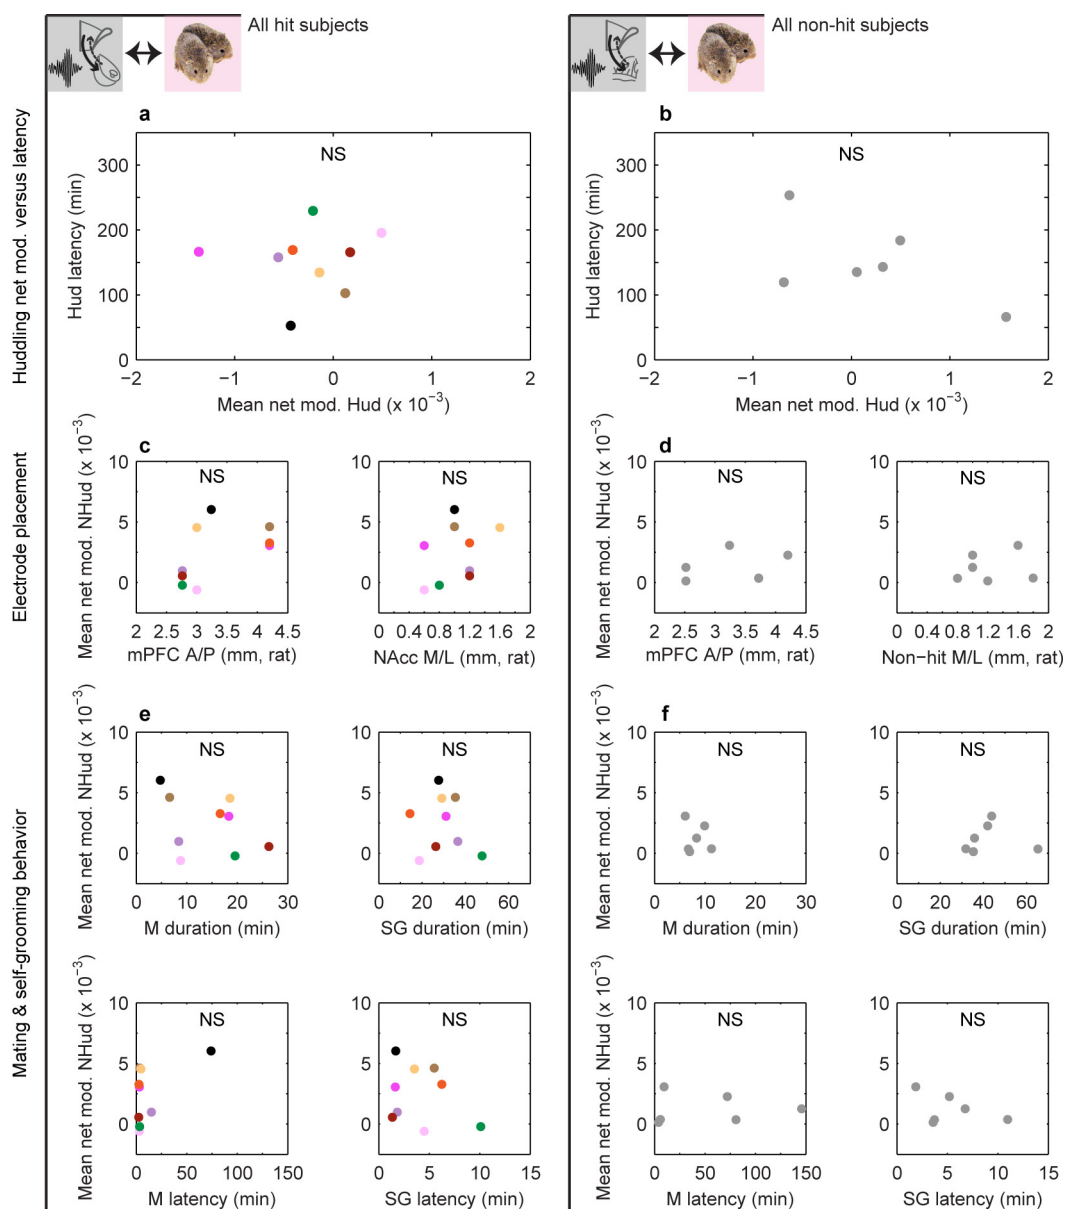 All hit subjects
All non-hit subjects
Huddling net mod. versus latency
a
NS
Hud latency (min)
300
200
100
0
−2
−1
0
1
2
Mean net mod. Hud (x 10⁻³)
b
NS
Hud latency (min)
300
200
100
0
−2
−1
0
1
2
Mean net mod. Hud (x 10⁻³)
Electrode placement
c
NS
Mean net mod. NHud (x 10⁻³)
10
5
0
2
2.5
3
3.5
4
4.5
mPFC A/P (mm, rat)
NS
10
5
0
0
0.4
0.8
1.2
1.6
2
NAcc M/L (mm, rat)
d
NS
Mean net mod. NHud (x 10⁻³)
10
5
0
2
2.5
3
3.5
4
4.5
mPFC A/P (mm, rat)
NS
10
5
0
0
0.4
0.8
1.2
1.6
2
Non−hit M/L (mm, rat)
Mating & self-grooming behavior
e
NS
Mean net mod. NHud (x 10⁻³)
10
5
0
0
10
20
30
M duration (min)
NS
10
5
0
0
20
40
60
SG duration (min)
f
NS
Mean net mod. NHud (x 10⁻³)
10
5
0
0
10
20
30
M duration (min)
NS
10
5
0
0
20
40
60
SG duration (min)
NS
Mean net mod. NHud (x 10⁻³)
10
5
0
0
50
100
150
M latency (min)
NS
10
5
0
0
5
10
15
SG latency (min)
NS
Mean net mod. NHud (x 10⁻³)
10
5
0
0
50
100
150
M latency (min)
NS
10
5
0
0
5
10
15
SG latency (min)